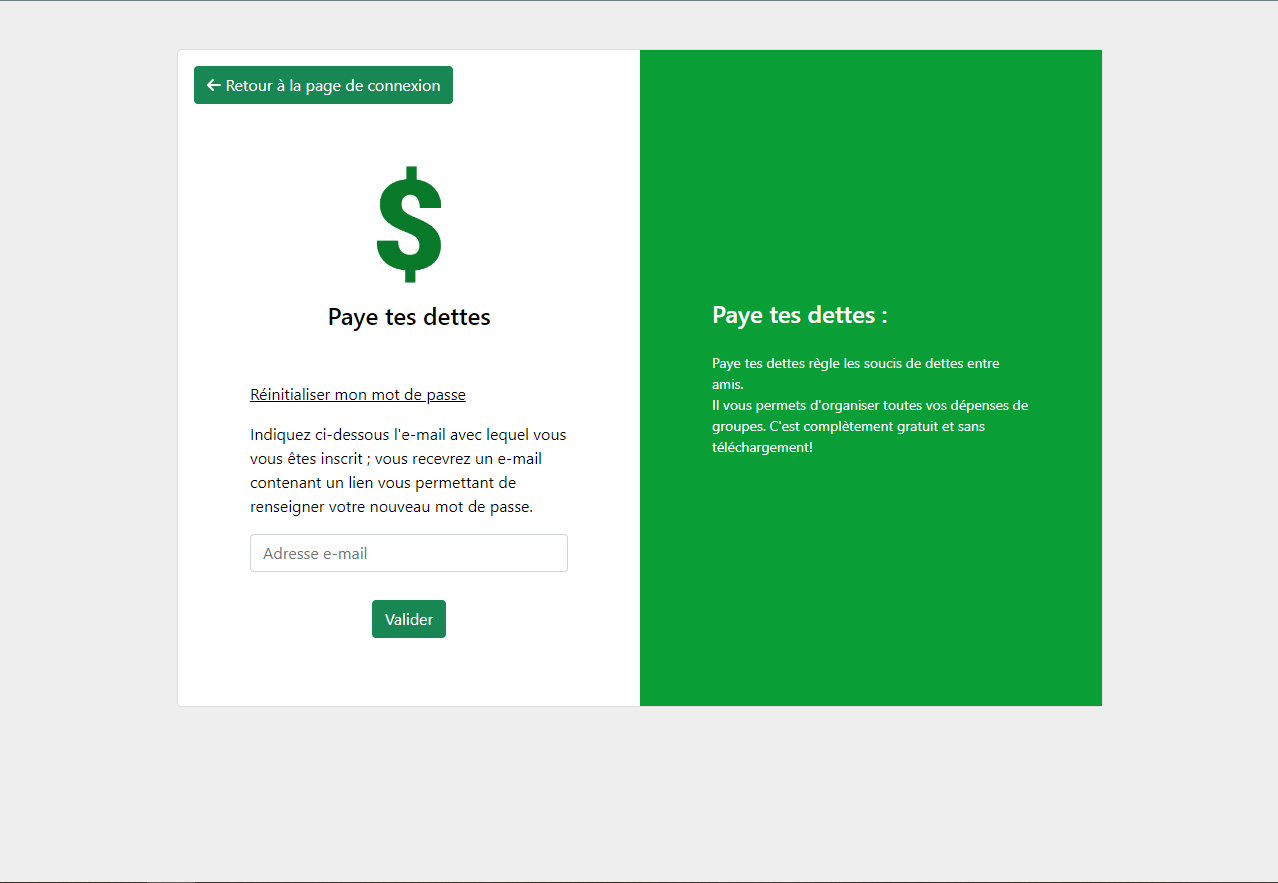 Retour à la page de connexion
$
Paye tes dettes
Réinitialiser mon mot de passe
Indiquez ci-dessous l'e-mail avec lequel vous
vous êtes inscrit ; vous recevrez un e-mail
contenant un lien vous permettant de
renseigner votre nouveau mot de passe.
Adresse e-mail
Valider
Paye tes dettes :
Paye tes dettes règle les soucis de dettes entre
amis.
Il vous permets d'organiser toutes vos dépenses de
groupes. C'est complètement gratuit et sans
téléchargement!